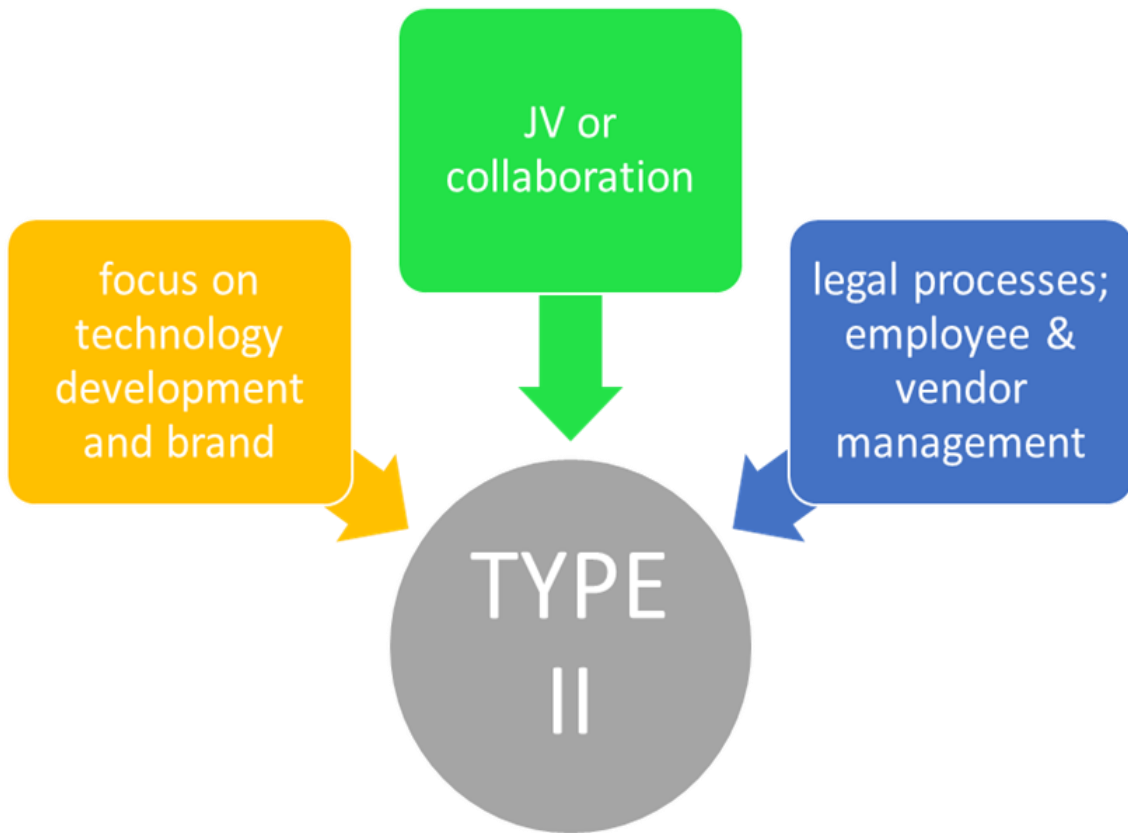 JV or
collaboration
focus on
technology
development
and brand
legal processes;
employee &
vendor
management
TYPE
II